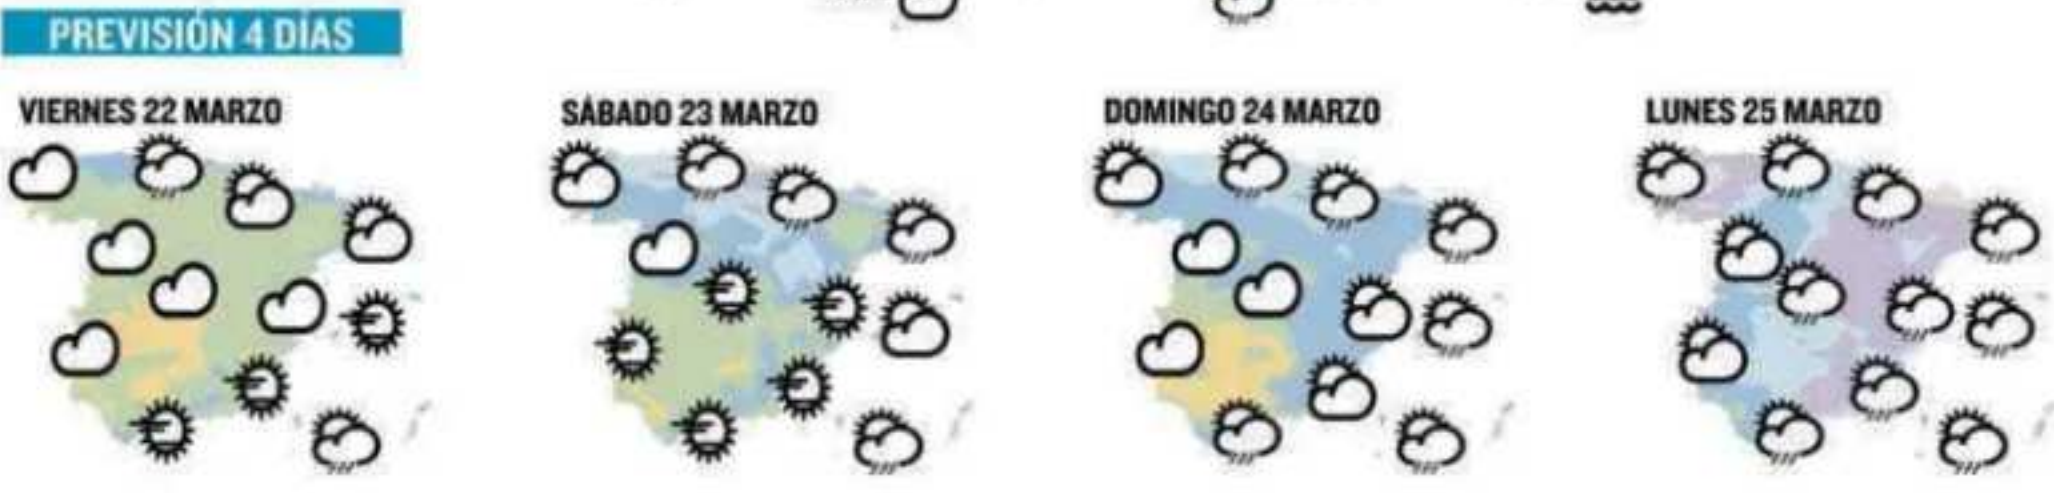 PREVISIÓN 4 DÍAS
VIERNES 22 MARZO
SÁBADO 23 MARZO
DOMINGO 24 MARZO
LUNES 25 MARZO